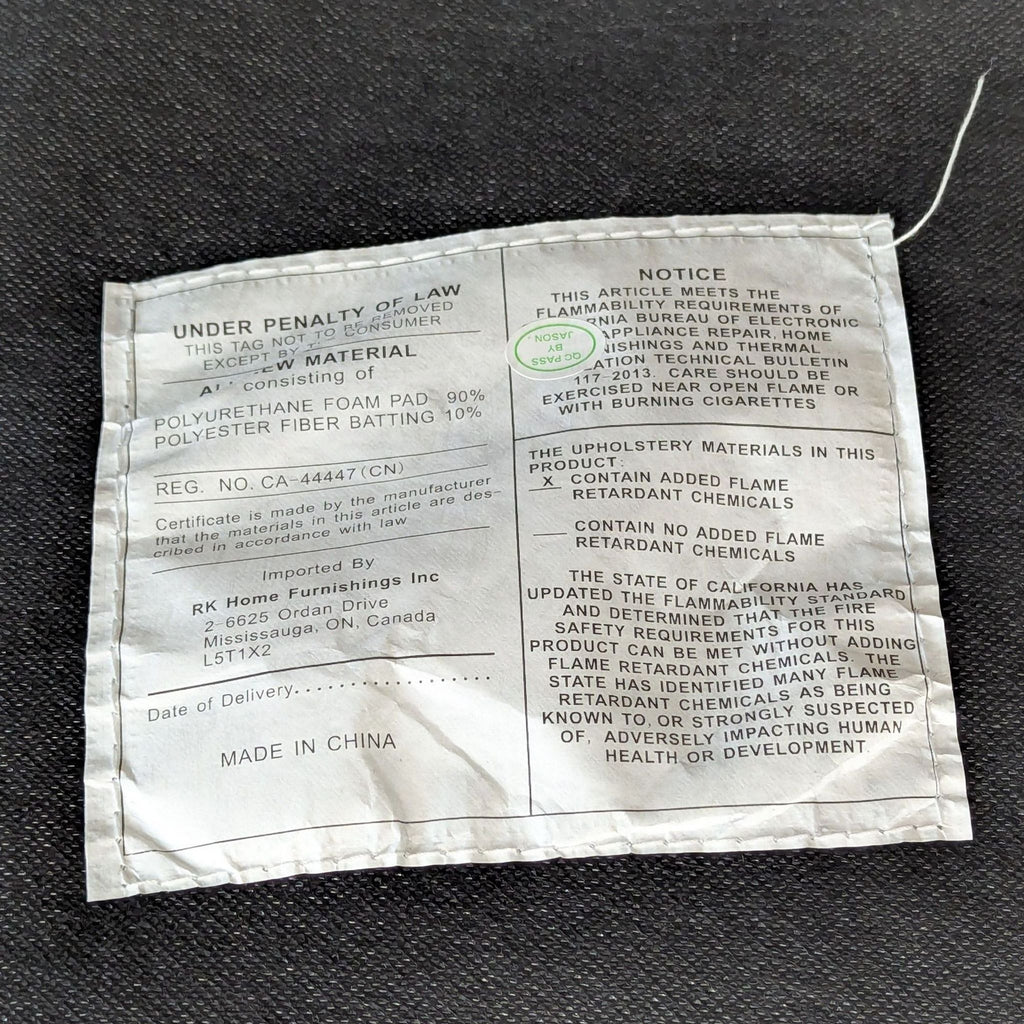 UNDER PENALTY OF LAW
THIS TAG NOT TO BE REMOVED
EXCEPT BY CONSUMER
MATERIAL
consisting of
POLYURETHANE FOAM PAD 90%
POLYESTER FIBER BATTING 10%
REG. NO. CA-44447(CN)
Certificate is made by the manufacturer
that the materials in this article are des-
cribed in accordance with law
Imported By
RK Home Furnishings Inc
2-6625 Ordan Drive
Mississauga, ON, Canada
L5T1X2
Date of Delivery..................
MADE IN CHINA
NOTICE
THIS ARTICLE MEETS THE
FLAMMABILITY REQUIREMENTS OF
RNIA BUREAU OF ELECTRONIC
APPLIANCE REPAIR, HOME
NISHINGS AND THERMAL
ATION TECHNICAL BULLETIN
117-2013. CARE SHOULD BE
EXERCISED NEAR OPEN FLAME OR
WITH BURNING CIGARETTES
QC PASS
BY
JASON.
THE UPHOLSTERY MATERIALS IN THIS
PRODUCT:
X CONTAIN ADDED FLAME
RETARDANT CHEMICALS
CONTAIN NO ADDED FLAME
RETARDANT CHEMICALS
THE STATE OF CALIFORNIA HAS
UPDATED THE FLAMMABILITY STANDARD
AND DETERMINED THAT THE FIRE
SAFETY REQUIREMENTS FOR THIS
PRODUCT CAN BE MET WITHOUT ADDING
FLAME RETARDANT CHEMICALS. THE
STATE HAS IDENTIFIED MANY FLAME
RETARDANT CHEMICALS AS BEING
KNOWN TO, OR STRONGLY SUSPECTED
OF, ADVERSELY IMPACTING HUMAN
HEALTH OR DEVELOPMENT.